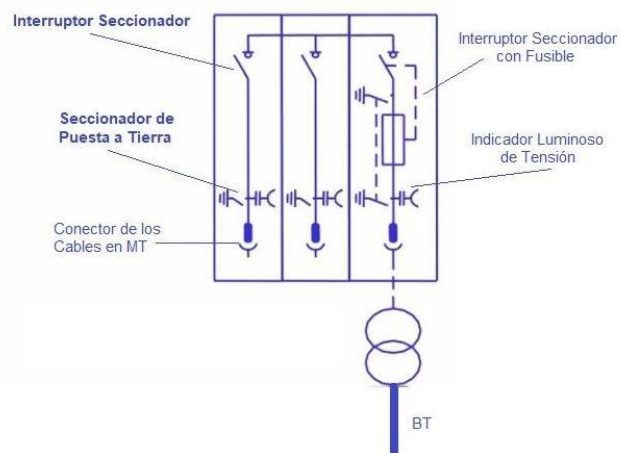 Interruptor Seccionador
Interruptor Seccionador
con Fusible
Seccionador de
Puesta a Tierra
Indicador Luminoso
de Tensión
Conector de los
Cables en MT
BT